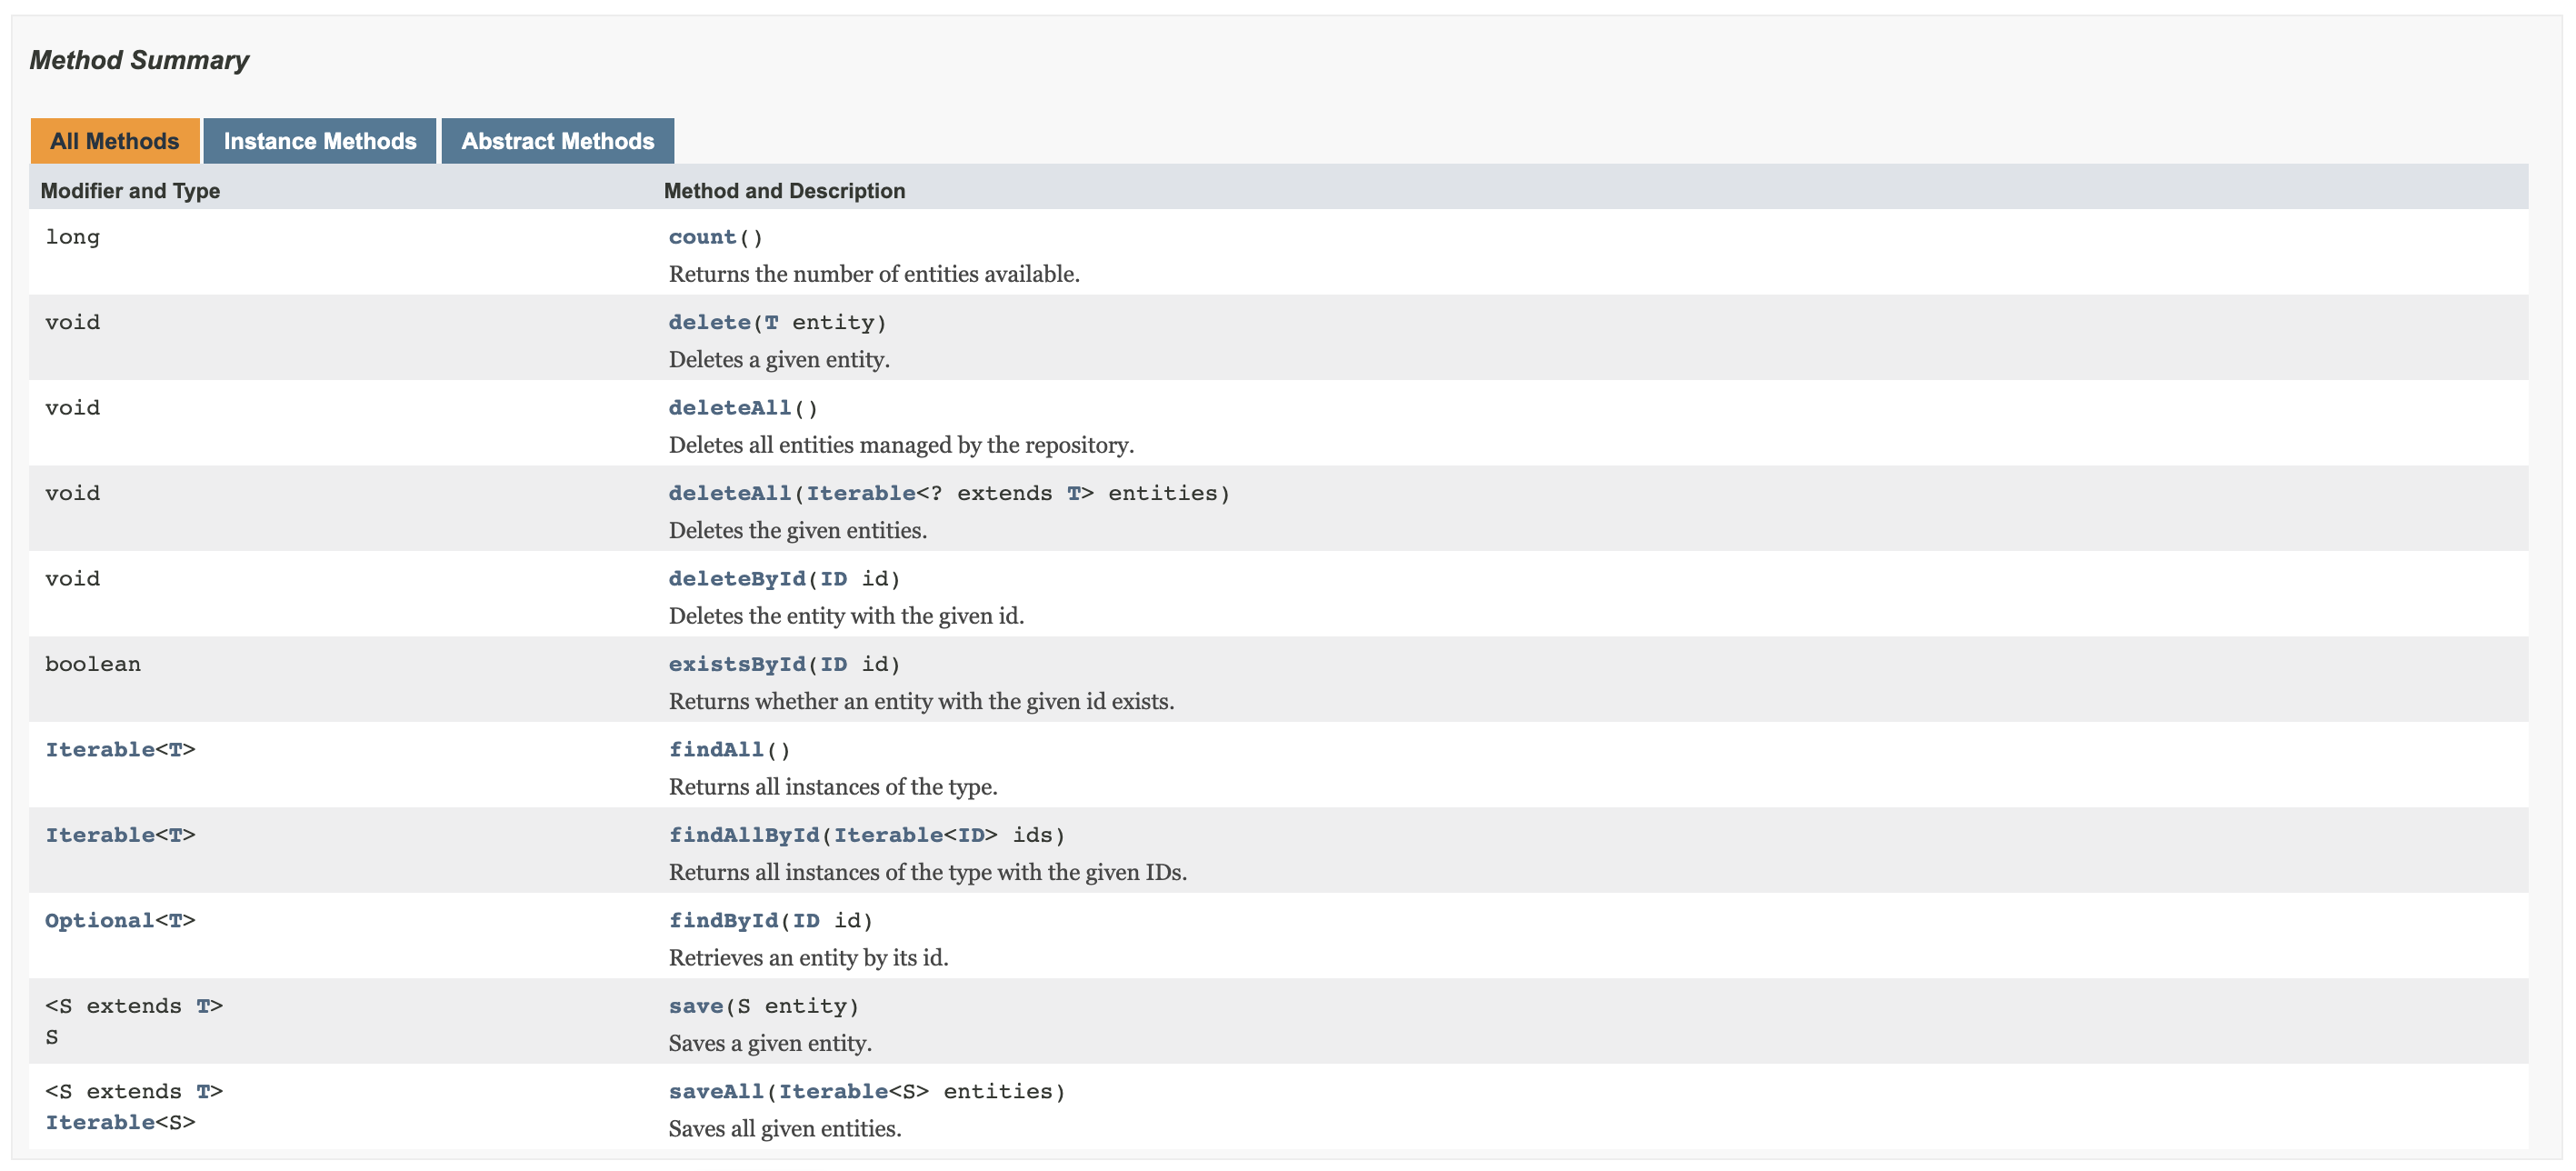 Method Summary
All Methods Instance Methods Abstract Methods
Modifier and Type Method and Description
long count()
Returns the number of entities available.
void delete(T entity)
Deletes a given entity.
void deleteAll()
Deletes all entities managed by the repository.
void deleteAll(Iterable<? extends T> entities)
Deletes the given entities.
void deleteById(ID id)
Deletes the entity with the given id.
boolean existsById(ID id)
Returns whether an entity with the given id exists.
Iterable<T> findAll()
Returns all instances of the type.
Iterable<T> findAllById(Iterable<ID> ids)
Returns all instances of the type with the given IDs.
Optional<T> findById(ID id)
Retrieves an entity by its id.
<S extends T> save(S entity)
S Saves a given entity.
<S extends T> saveAll(Iterable<S> entities)
Iterable<S> Saves all given entities.